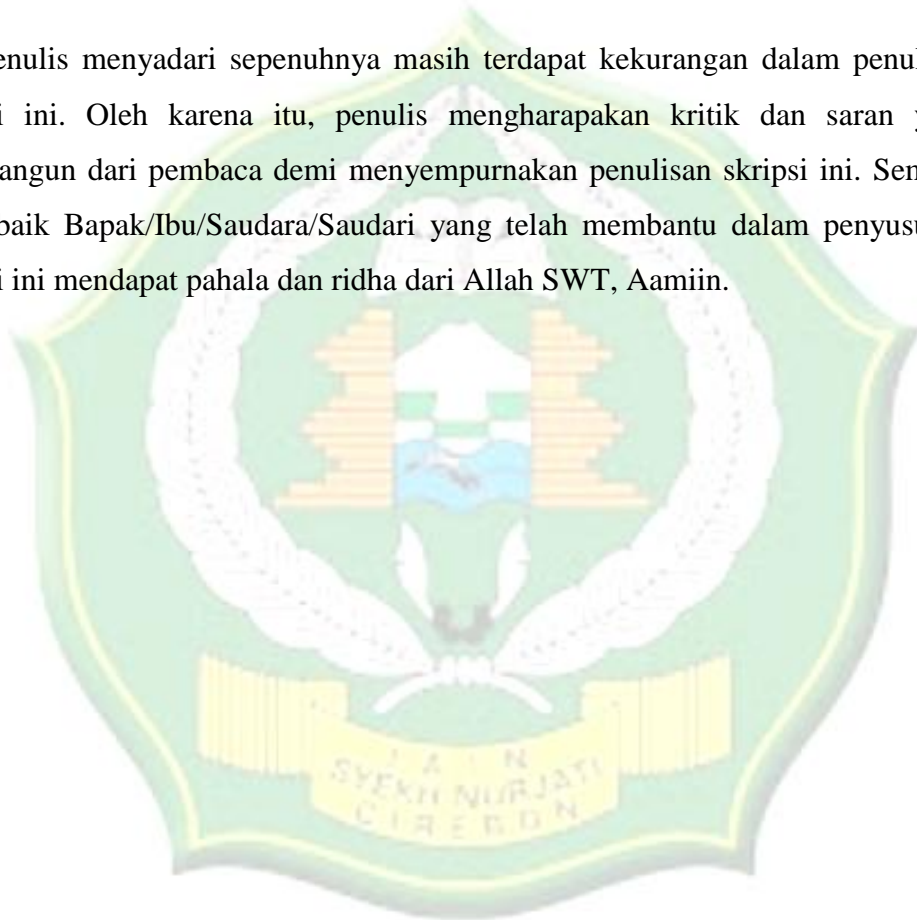 enulis menyadari sepenuhnya masih terdapat kekurangan dalam penul
i ini. Oleh karena itu, penulis mengharapakan kritik dan saran y
angun dari pembaca demi menyempurnakan penulisan skripsi ini. Sem
baik Bapak/Ibu/Saudara/Saudari yang telah membantu dalam penyusu
i ini mendapat pahala dan ridha dari Allah SWT, Aamiin.
IAIN
SYEKH NURJATI
CIREBON